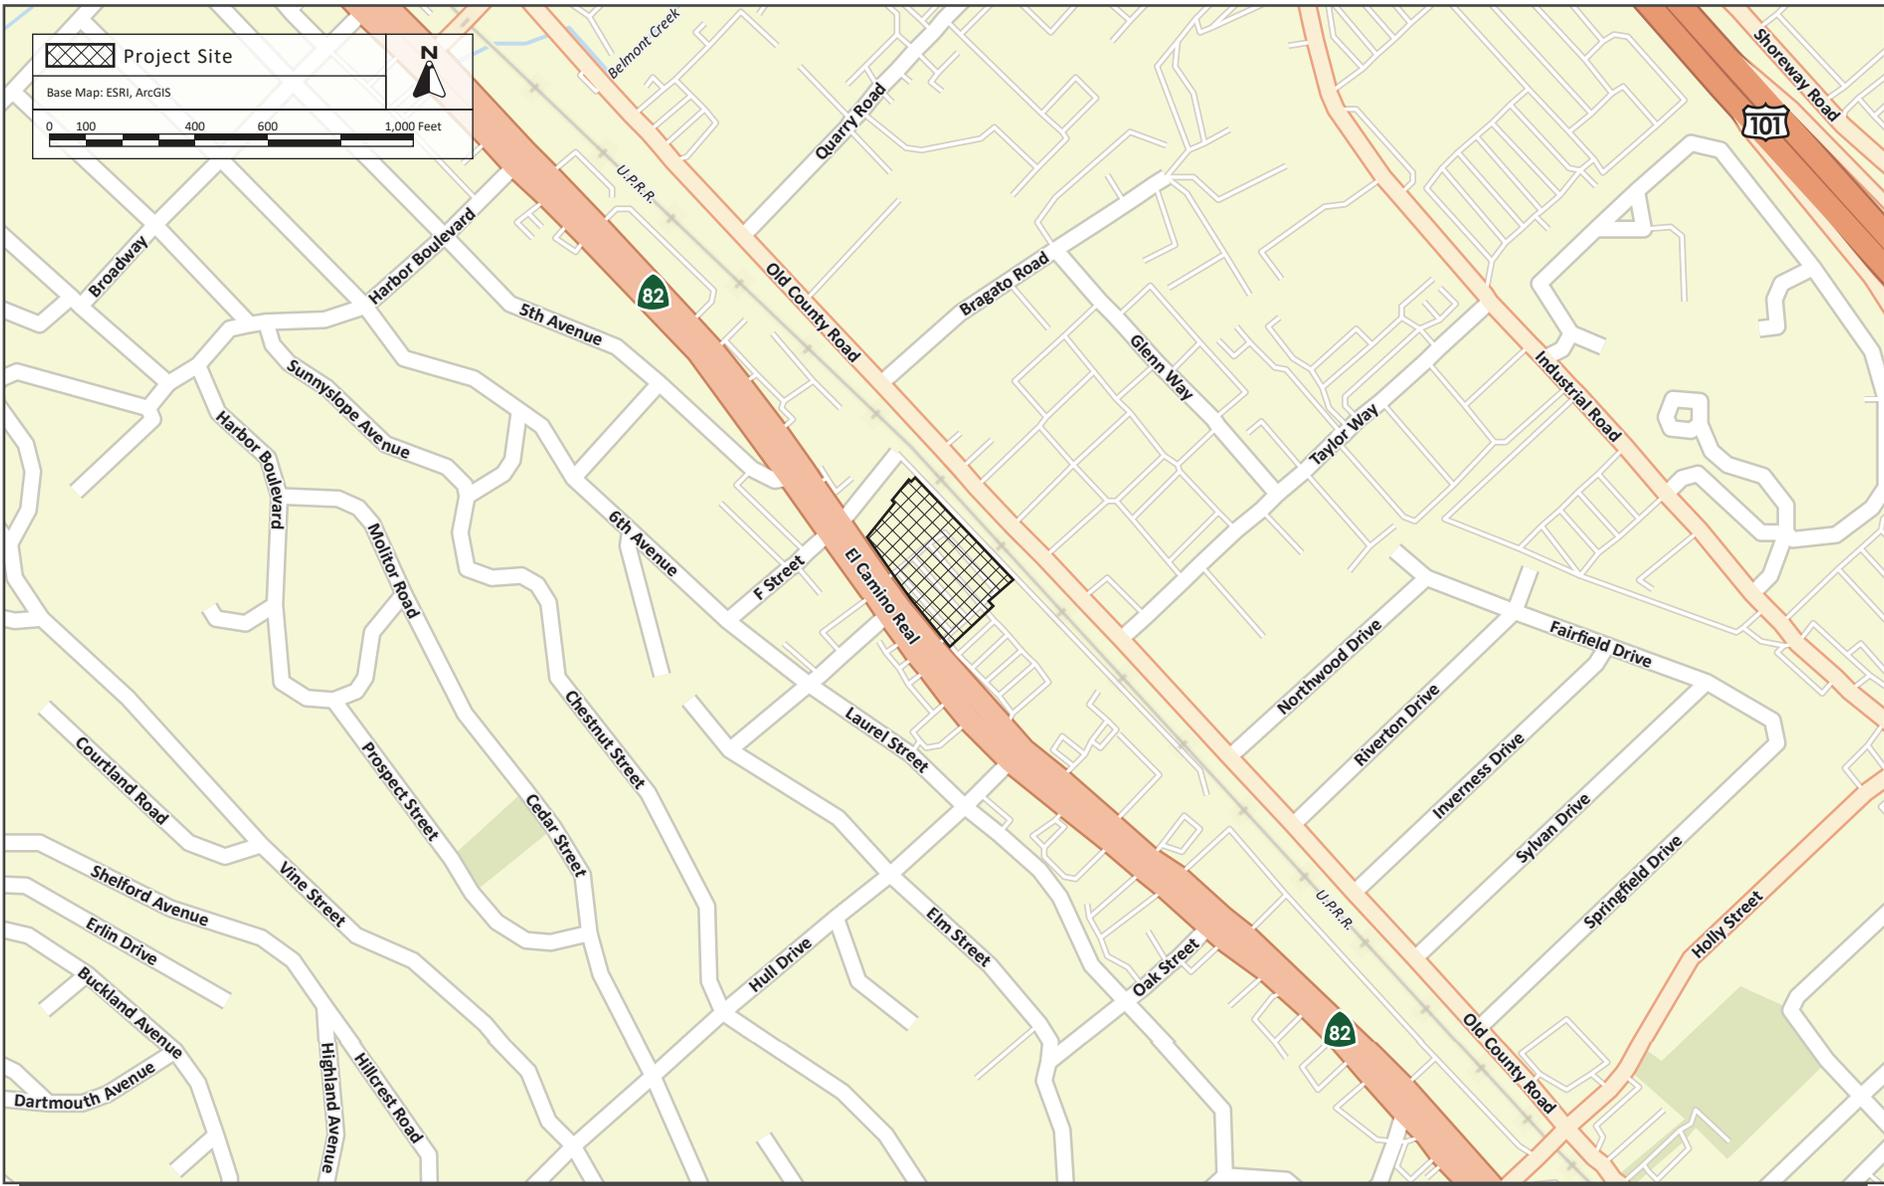 Project Site
N
Base Map: ESRI, ArcGIS
0 100 400 600 1,000 Feet
Belmont Creek
Shoreway Road
101
Quarry Road
U.P.R.R.
Broadway
Harbor Boulevard
82
Old County Road
5th Avenue
Bragato Road
Glenn Way
Sunnyslope Avenue
Industrial Road
Taylor Way
Harbor Boulevard
Molitor Road
6th Avenue
F Street
El Camino Real
Fairfield Drive
Northwood Drive
Riverton Drive
Inverness Drive
Sylvan Drive
Springfield Drive
Chestnut Street
Laurel Street
Courtland Road
Prospect Street
Cedar Street
Vine Street
Shelford Avenue
Erlin Drive
Buckland Avenue
Dartmouth Avenue
Highland Avenue
Hillcrest Road
Hull Drive
Elm Street
Oak Street
U.P.R.R.
Holly Street
82
Old County Road